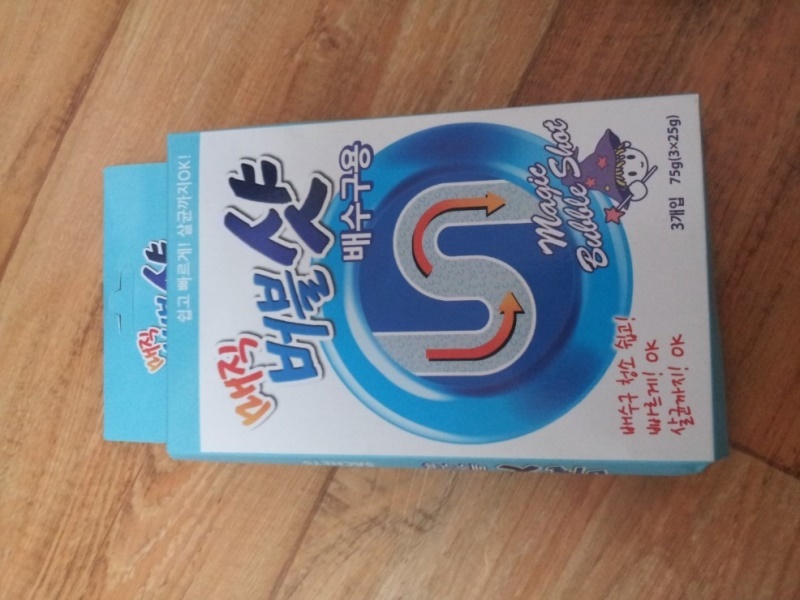 쉽고 빠르게! 살균까지OK!
매직
버블샷
배수구용
Magic
Bubble Shot
배수구 청소 쉽고!
빠르게! OK
살균까지! OK
3개입 75g(3×25g)